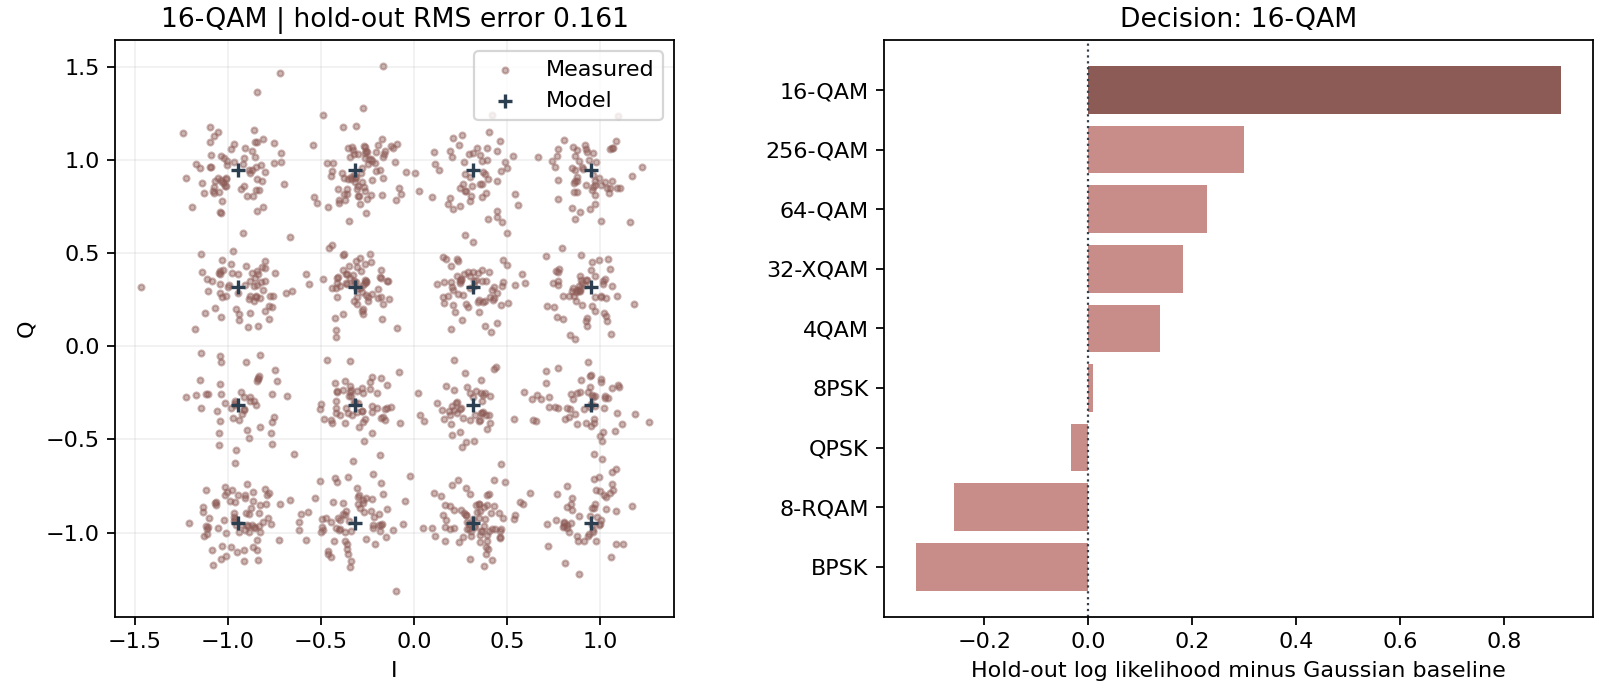 16-QAM | hold-out RMS error 0.161
Measured
Model
1.5
1.0
0.5
0.0
−0.5
−1.0
Q
−1.5
−1.0
−0.5
0.0
0.5
1.0
I
Decision: 16-QAM
16-QAM
256-QAM
64-QAM
32-XQAM
4QAM
8PSK
QPSK
8-RQAM
BPSK
−0.2
0.0
0.2
0.4
0.6
0.8
Hold-out log likelihood minus Gaussian baseline